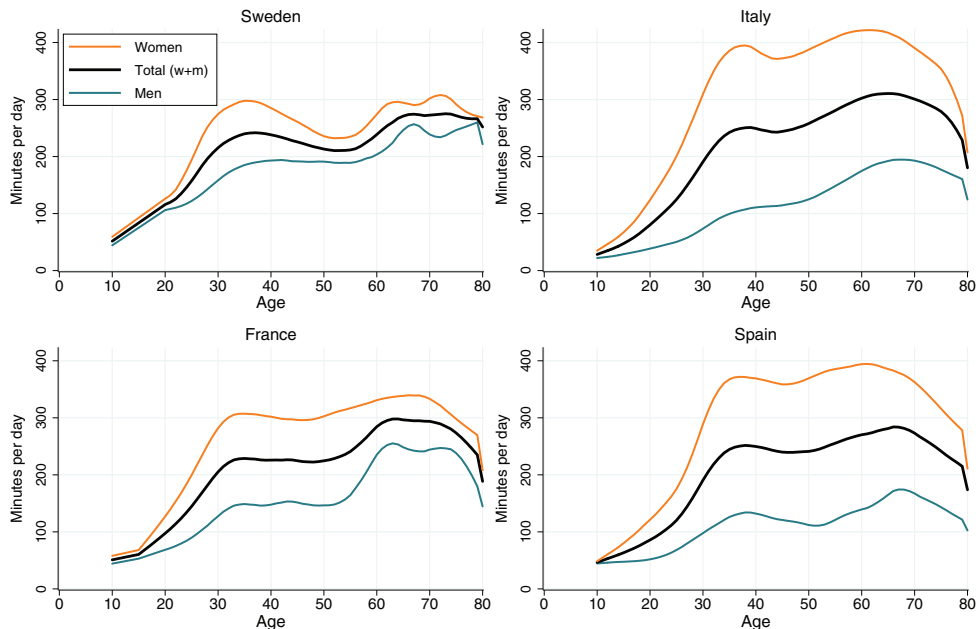 Sweden
Women
Total (w+m)
Men
Minutes per day
0 100 200 300 400
0 10 20 30 40 50 60 70 80
Age
Italy
Minutes per day
0 100 200 300 400
0 10 20 30 40 50 60 70 80
Age
France
Minutes per day
0 100 200 300 400
0 10 20 30 40 50 60 70 80
Age
Spain
Minutes per day
0 100 200 300 400
0 10 20 30 40 50 60 70 80
Age